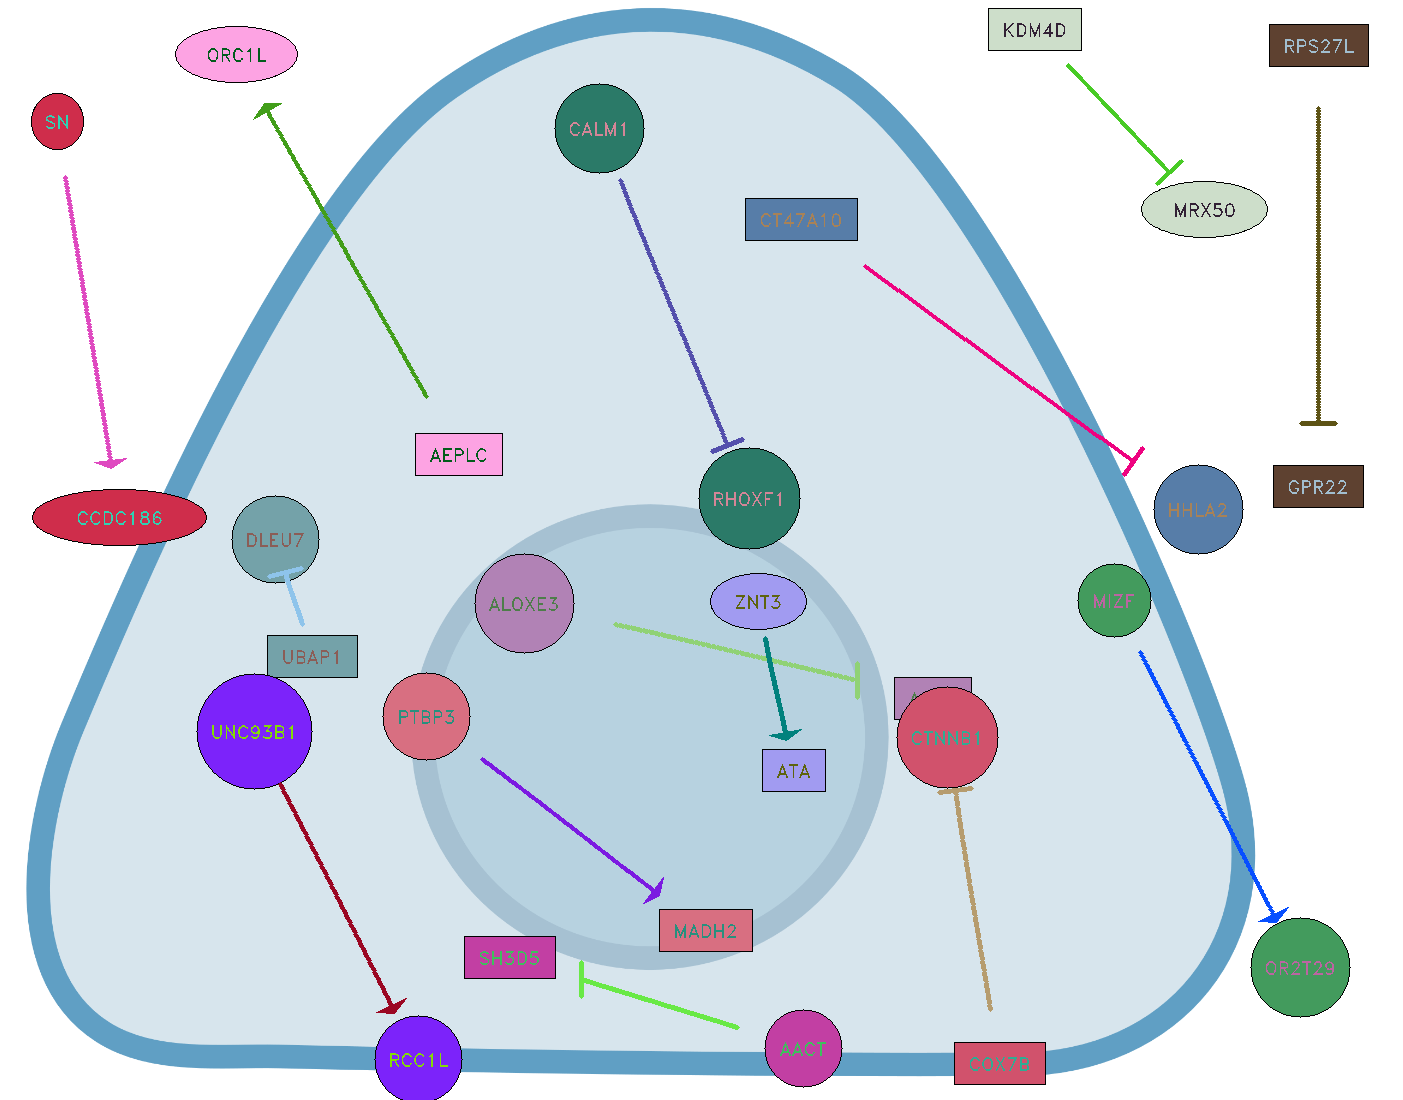 KDM4D
RPS27L
ORC1L
SN
CALM1
MRX50
CT47A10
AEPLC
RHOXF1
GPR22
HHLA2
CCDC186
DLEU7
ALOXE3
ZNT3
MIZF
UBAP1
PTBP3
UNC93B1
CTNNB1
ATA
MADH2
SH3D5
OR2T29
AACT
RCC1L
COX7B